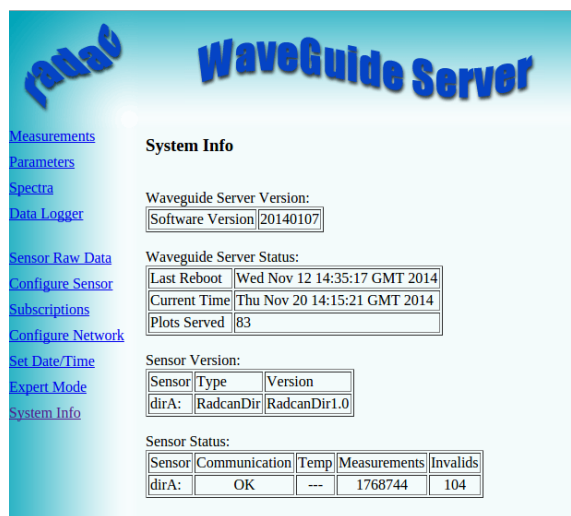 radac
WaveGuide Server
Measurements
Parameters
Spectra
Data Logger
Sensor Raw Data
Configure Sensor
Subscriptions
Configure Network
Set Date/Time
Expert Mode
System Info
System Info
Waveguide Server Version:
Software Version 20140107
Waveguide Server Status:
Last Reboot Wed Nov 12 14:35:17 GMT 2014
Current Time Thu Nov 20 14:15:21 GMT 2014
Plots Served 83
Sensor Version:
Sensor Type Version
dirA: RadcanDir RadcanDir1.0
Sensor Status:
Sensor Communication Temp Measurements Invalids
dirA: OK --- 1768744 104